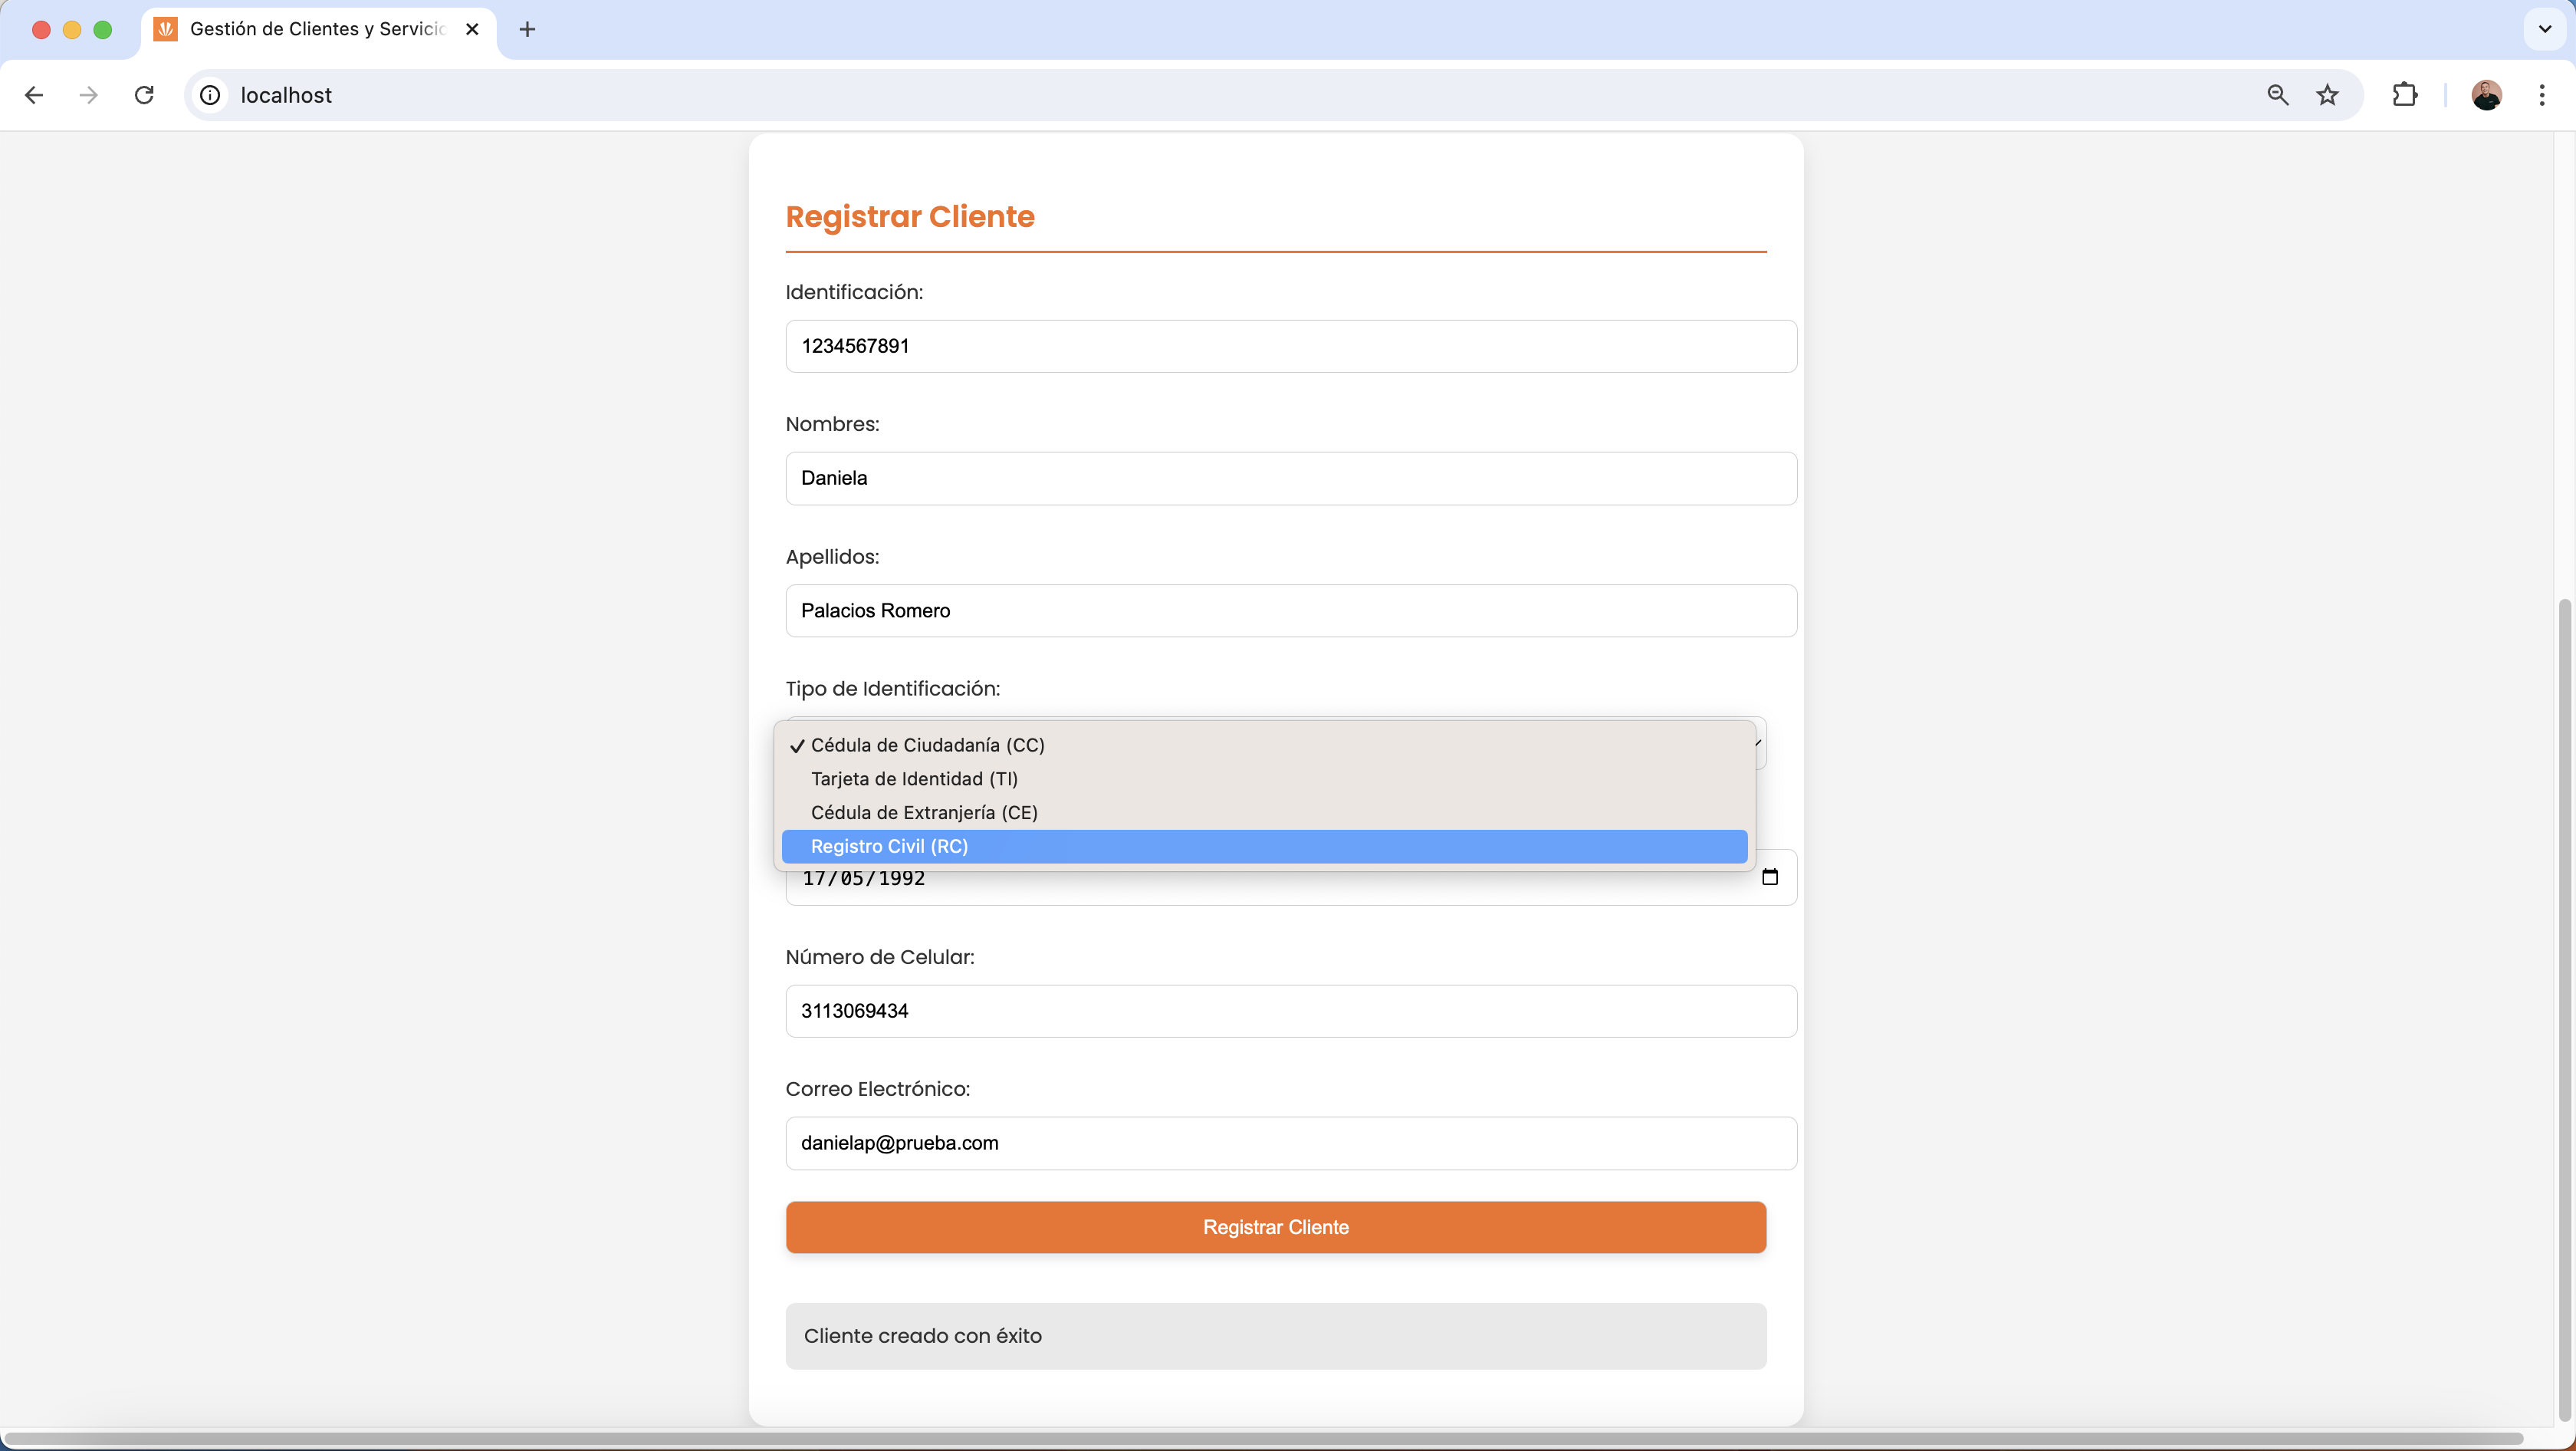 Gestión de Clientes y Servicio
localhost
Registrar Cliente
Identificación:
1234567891
Nombres:
Daniela
Apellidos:
Palacios Romero
Tipo de Identificación:
Cédula de Ciudadanía (CC)
Tarjeta de Identidad (TI)
Cédula de Extranjería (CE)
Registro Civil (RC)
17/05/1992
Número de Celular:
3113069434
Correo Electrónico:
danielap@prueba.com
Registrar Cliente
Cliente creado con éxito